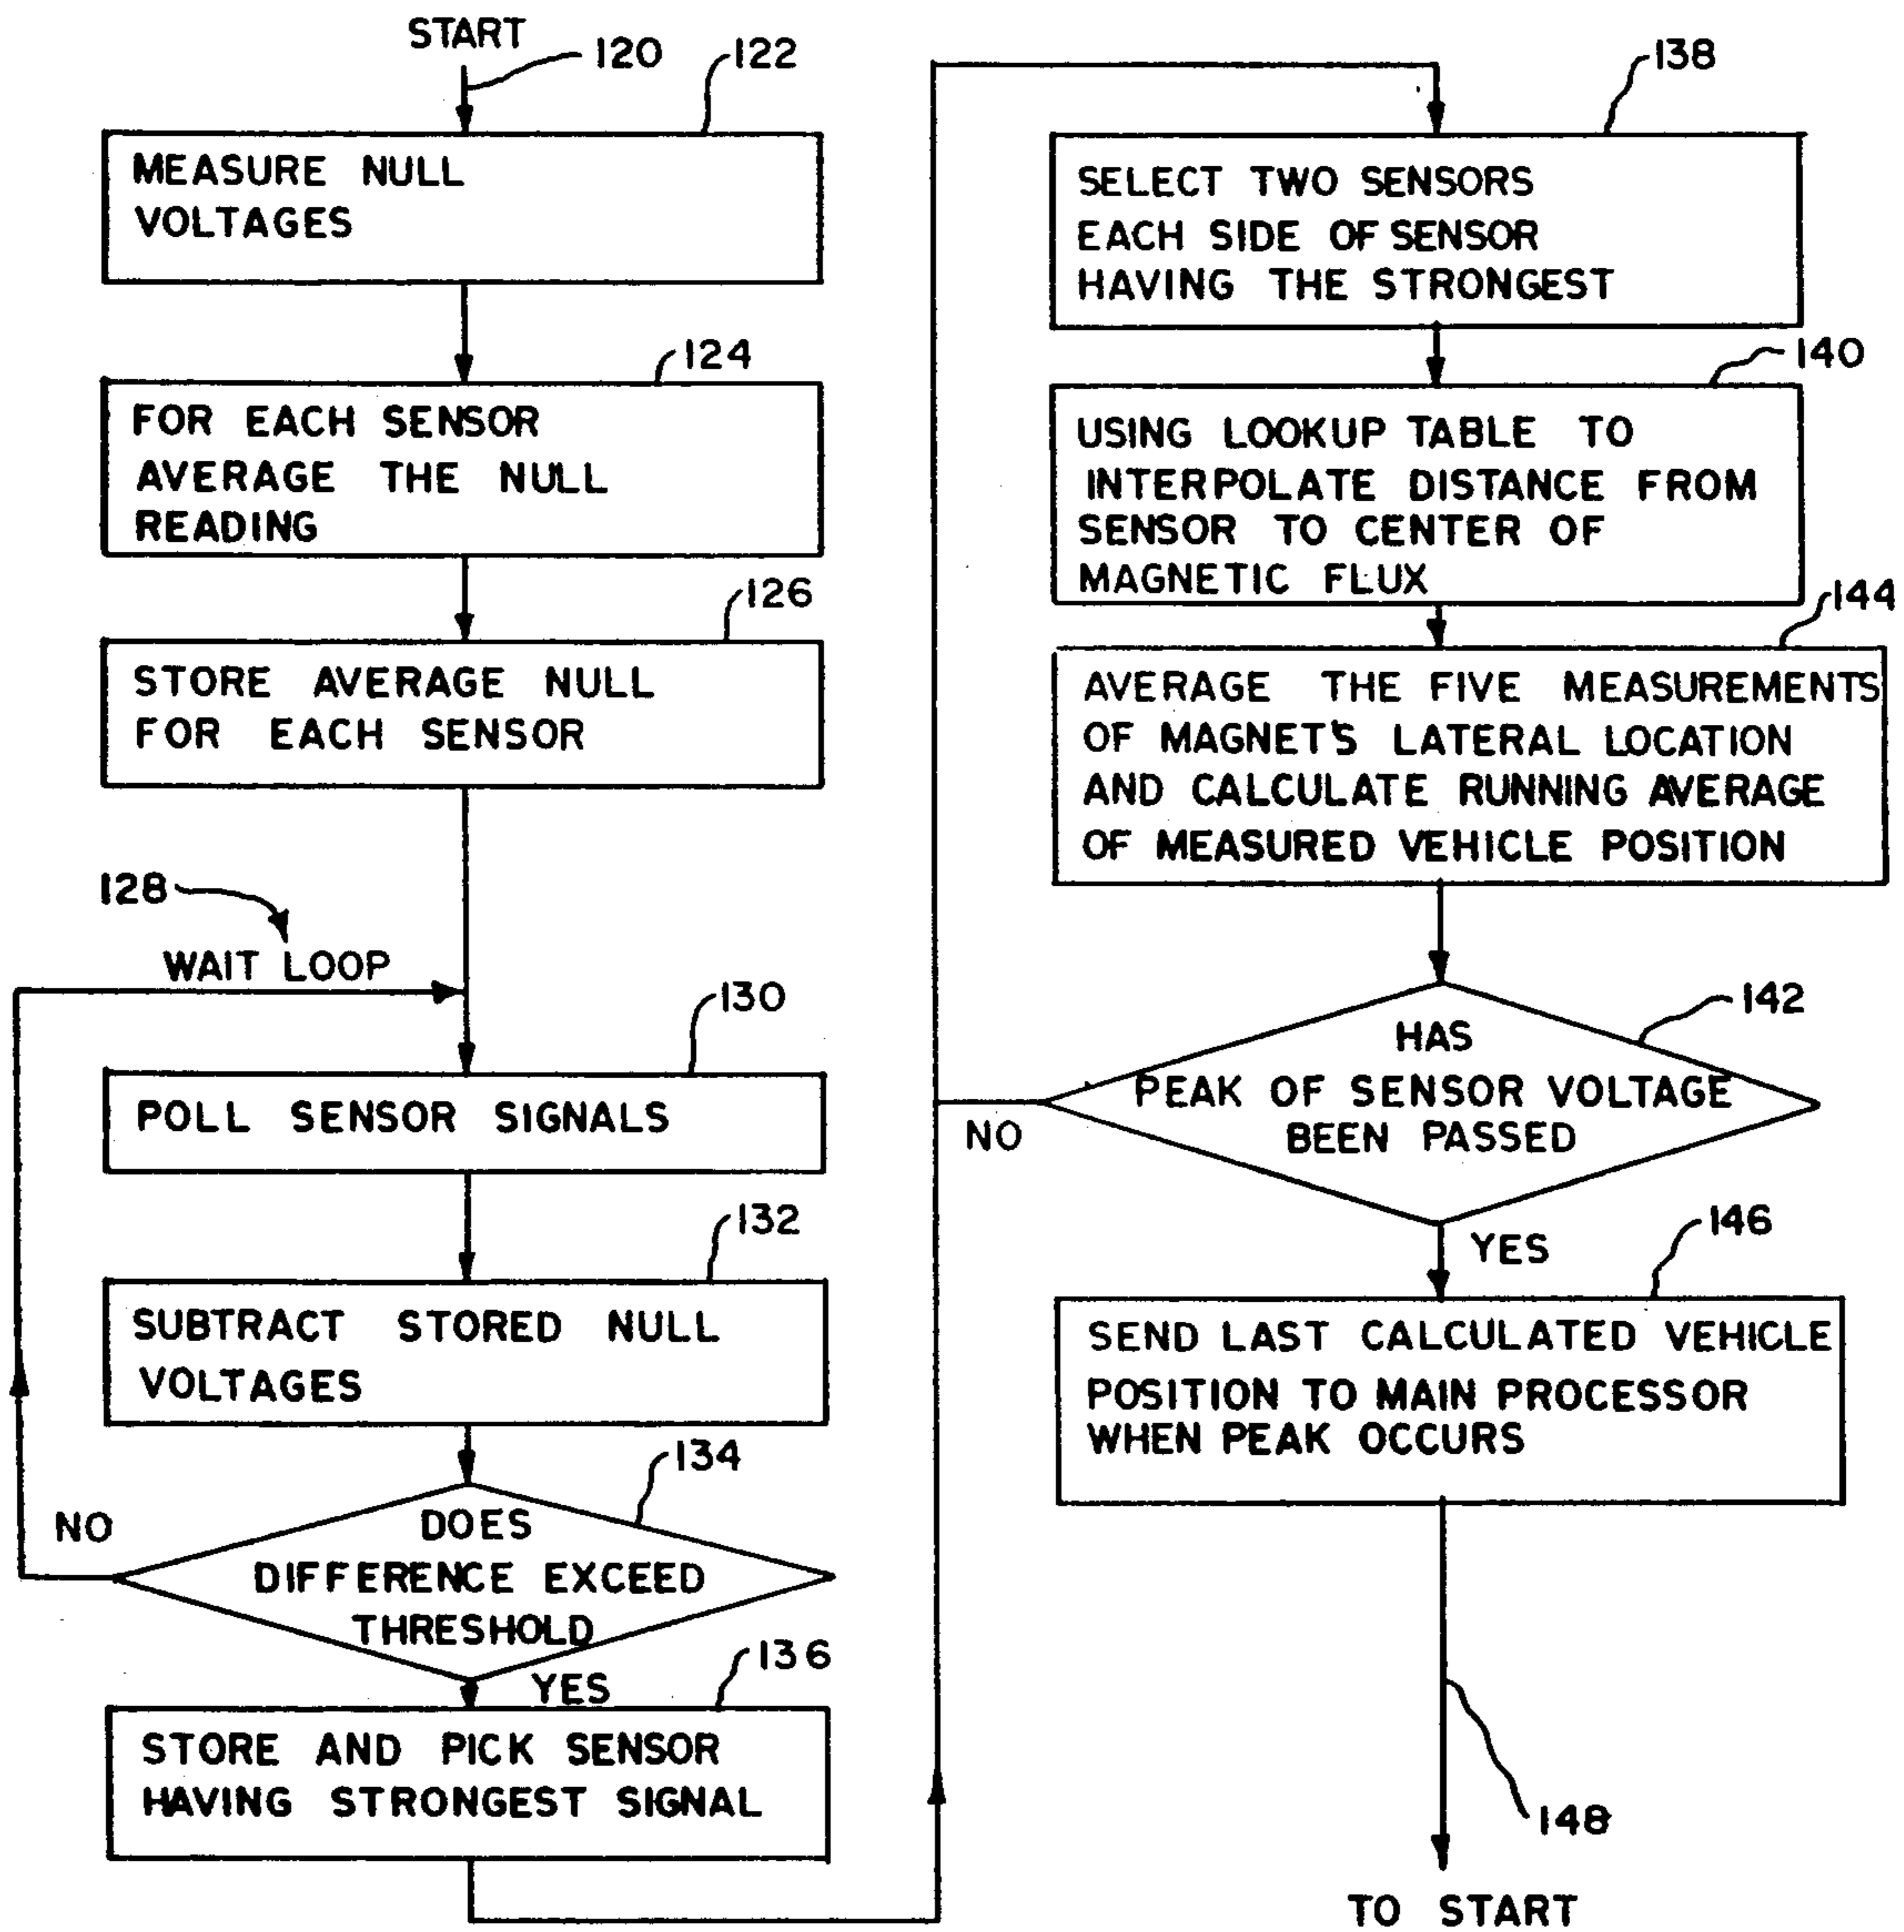 START
120
122
MEASURE NULL
VOLTAGES
124
FOR EACH SENSOR
AVERAGE THE NULL
READING
126
STORE AVERAGE NULL
FOR EACH SENSOR
128
WAIT LOOP
130
POLL SENSOR SIGNALS
132
SUBTRACT STORED NULL
VOLTAGES
134
DOES
DIFFERENCE EXCEED
THRESHOLD
NO
YES
136
STORE AND PICK SENSOR
HAVING STRONGEST SIGNAL
138
SELECT TWO SENSORS
EACH SIDE OF SENSOR
HAVING THE STRONGEST
140
USING LOOKUP TABLE TO
INTERPOLATE DISTANCE FROM
SENSOR TO CENTER OF
MAGNETIC FLUX
144
AVERAGE THE FIVE MEASUREMENTS
OF MAGNET'S LATERAL LOCATION
AND CALCULATE RUNNING AVERAGE
OF MEASURED VEHICLE POSITION
142
HAS
PEAK OF SENSOR VOLTAGE
BEEN PASSED
NO
YES
146
SEND LAST CALCULATED VEHICLE
POSITION TO MAIN PROCESSOR
WHEN PEAK OCCURS
148
TO START